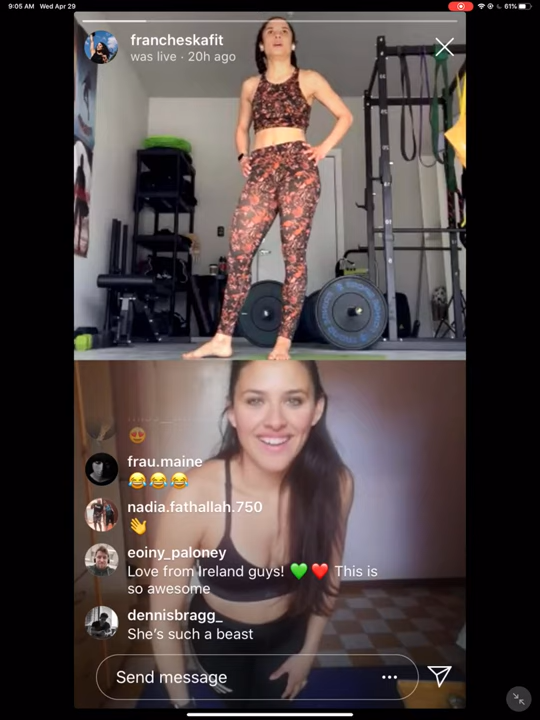 9:05 AM Wed Apr 29
61%
francheskafit
was live · 20h ago
frau.maine
😂😂😂
nadia.fathallah.750
👋
eoiny_paloney
Love from Ireland guys! 💚❤️ This is
so awesome
dennisbragg_
She's such a beast
Send message